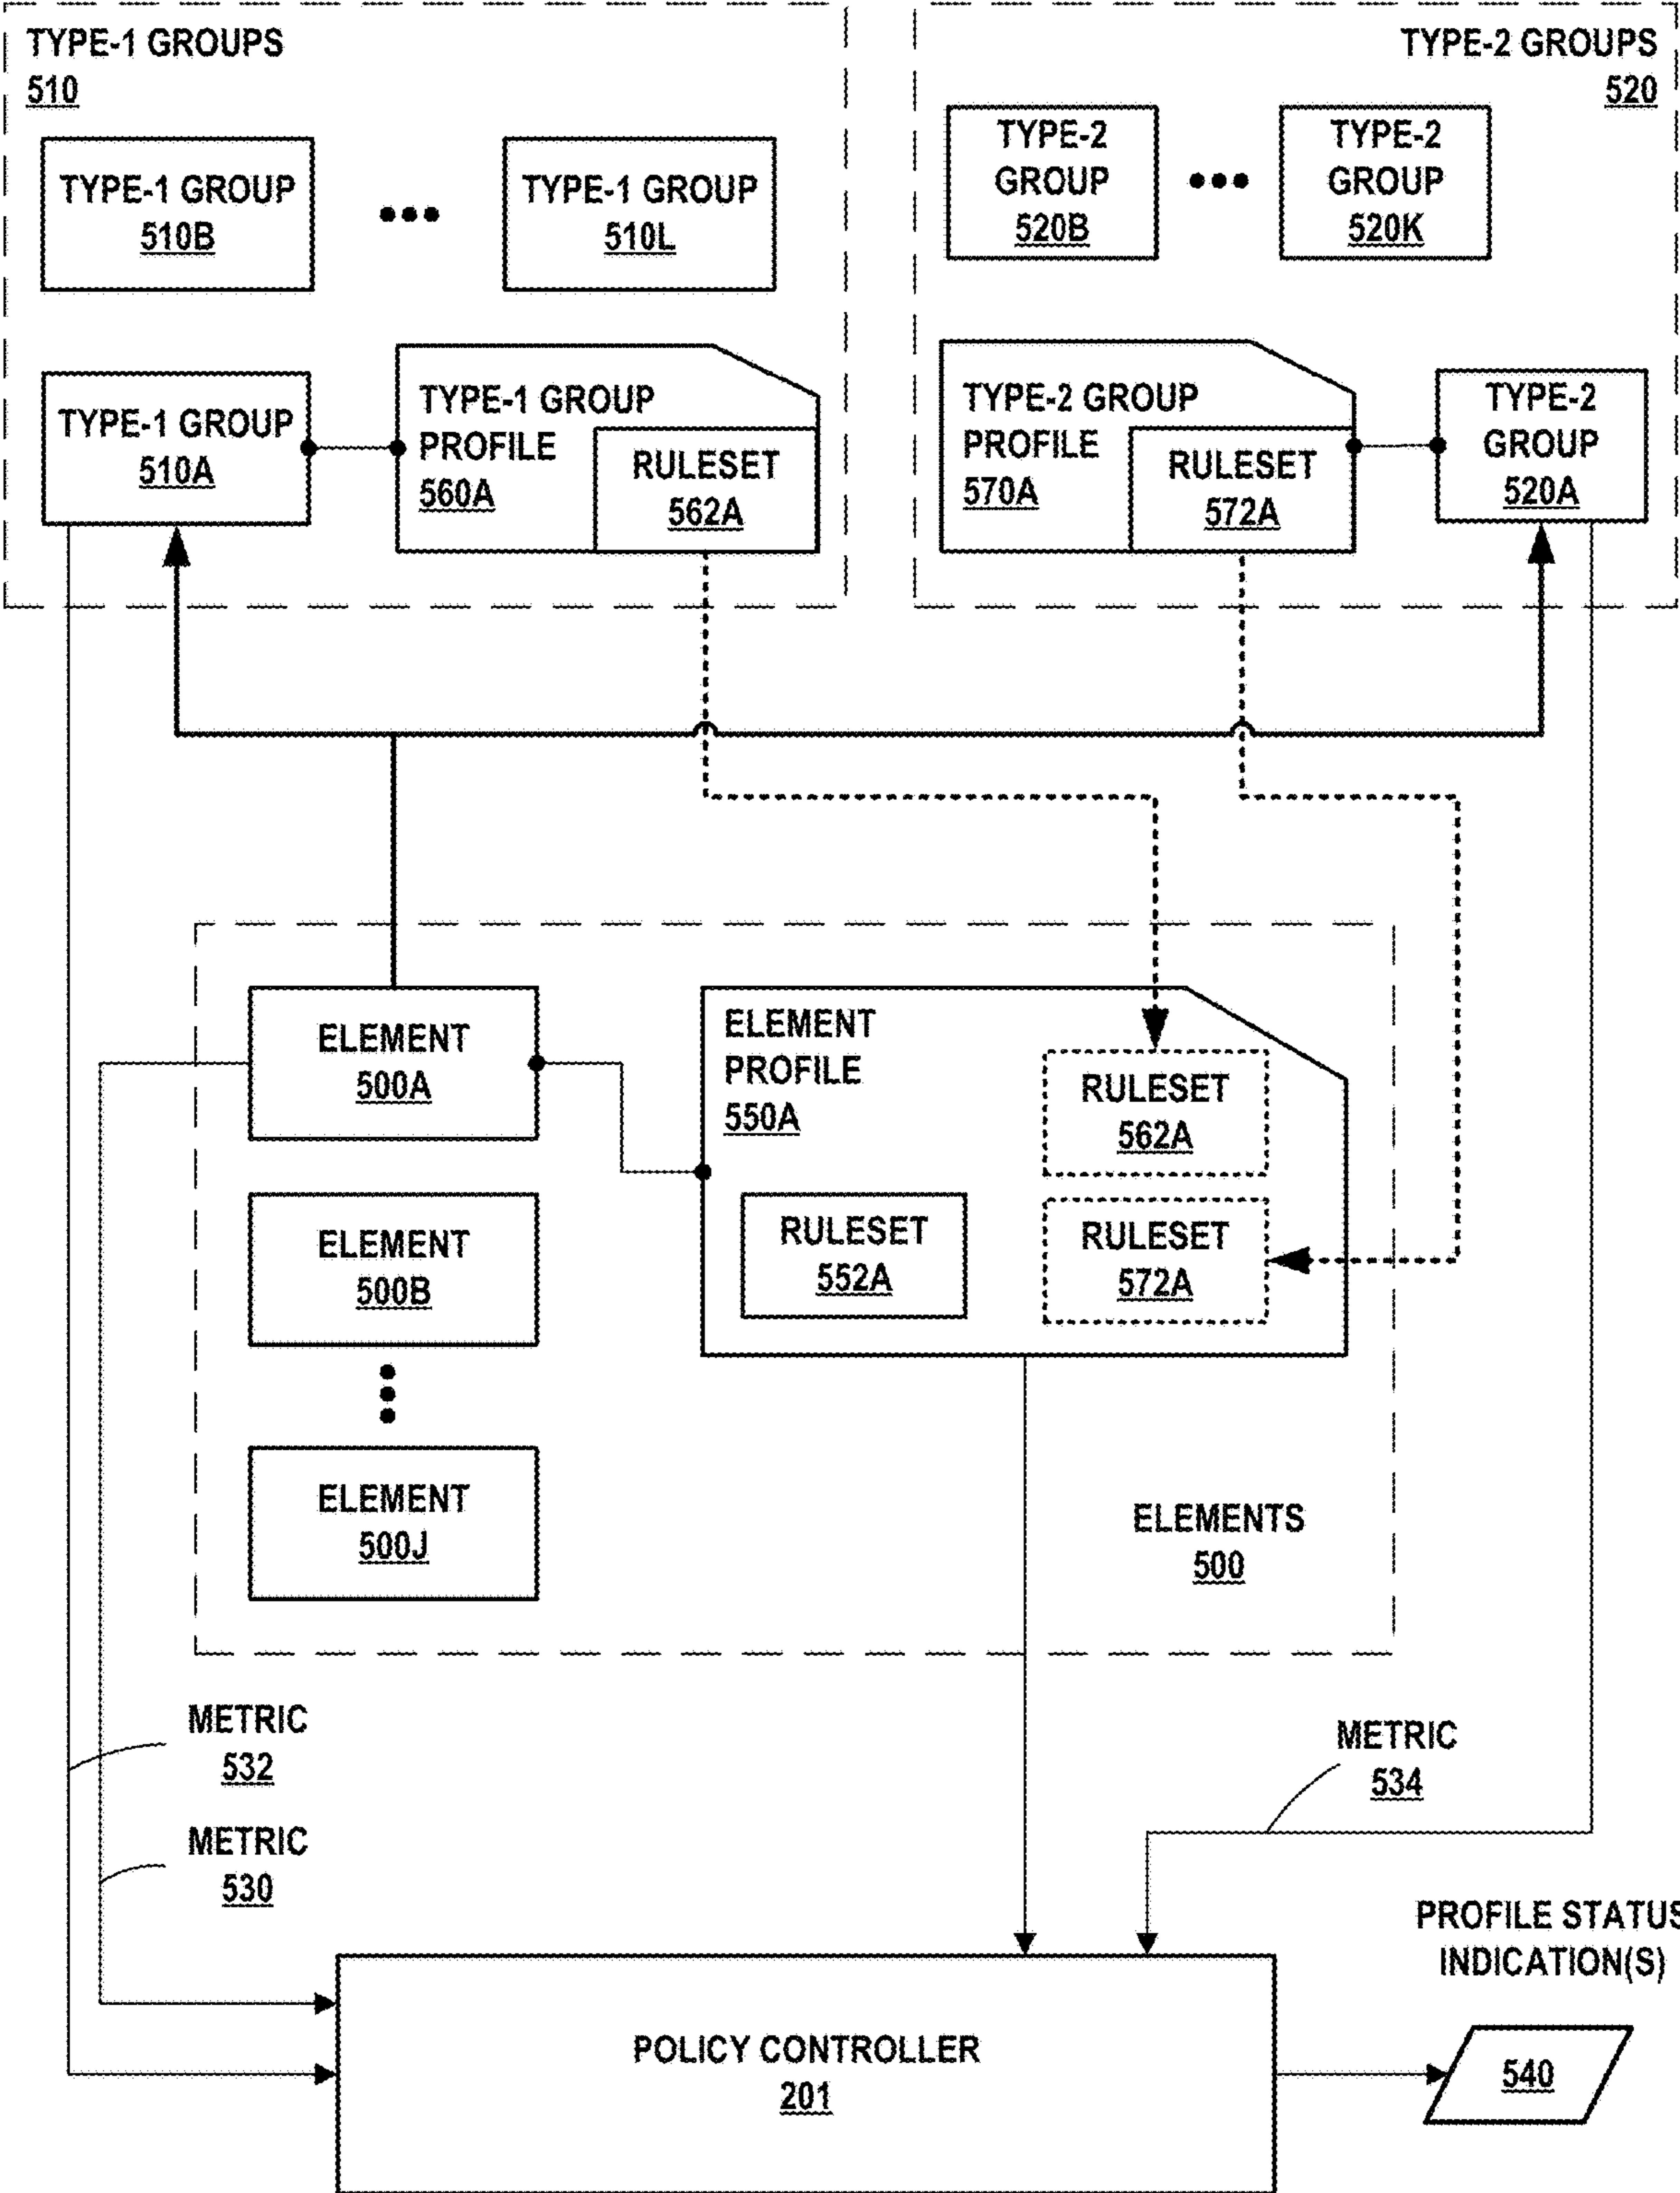 TYPE-1 GROUPS
510
TYPE-1 GROUP
510B
TYPE-1 GROUP
510L
TYPE-1 GROUP
510A
TYPE-1 GROUP
PROFILE
560A
RULESET
562A
TYPE-2 GROUPS
520
TYPE-2
GROUP
520B
TYPE-2
GROUP
520K
TYPE-2 GROUP
PROFILE
570A
RULESET
572A
TYPE-2
GROUP
520A
ELEMENT
500A
ELEMENT
500B
ELEMENT
500J
ELEMENT
PROFILE
550A
RULESET
562A
RULESET
552A
RULESET
572A
ELEMENTS
500
METRIC
532
METRIC
530
METRIC
534
PROFILE STATUS
INDICATION(S)
540
POLICY CONTROLLER
201